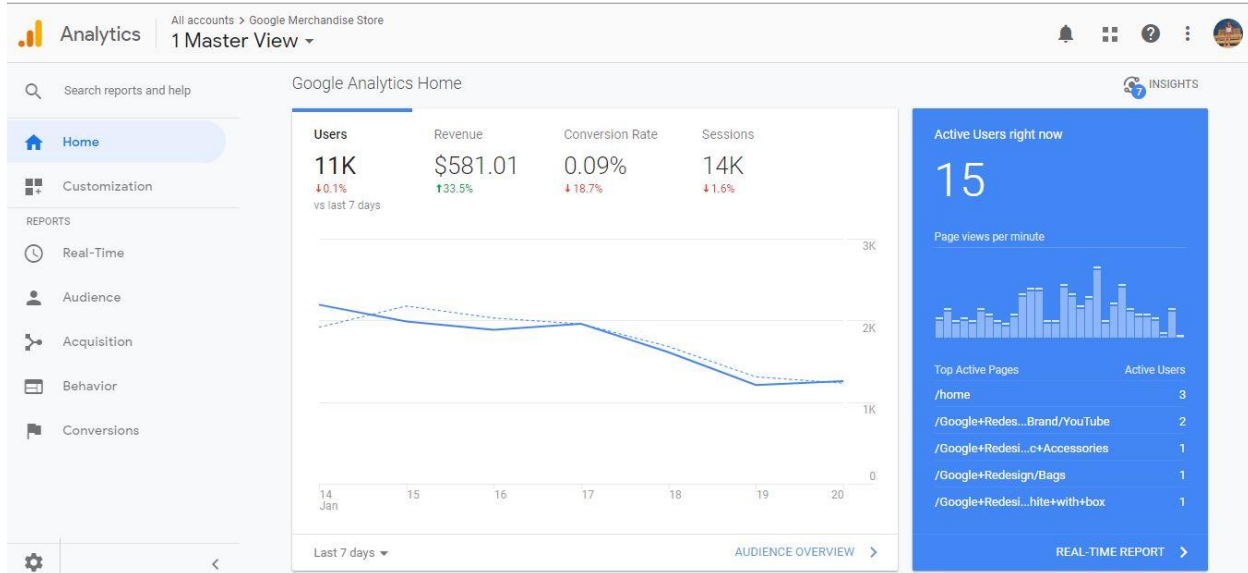 All accounts > Google Merchandise Store
Analytics
1 Master View
Search reports and help
Home
Customization
REPORTS
Real-Time
Audience
Acquisition
Behavior
Conversions
Google Analytics Home
7 INSIGHTS
Users Revenue Conversion Rate Sessions
11K $581.01 0.09% 14K
↓0.1% ↑33.5% ↓18.7% ↓1.6%
vs last 7 days
3K
2K
1K
0
14 15 16 17 18 19 20
Jan
Last 7 days
AUDIENCE OVERVIEW >
Active Users right now
15
Page views per minute
Top Active Pages Active Users
/home 3
/Google+Redes...Brand/YouTube 2
/Google+Redesi...c+Accessories 1
/Google+Redesign/Bags 1
/Google+Redesi...hite+with+box 1
REAL-TIME REPORT >